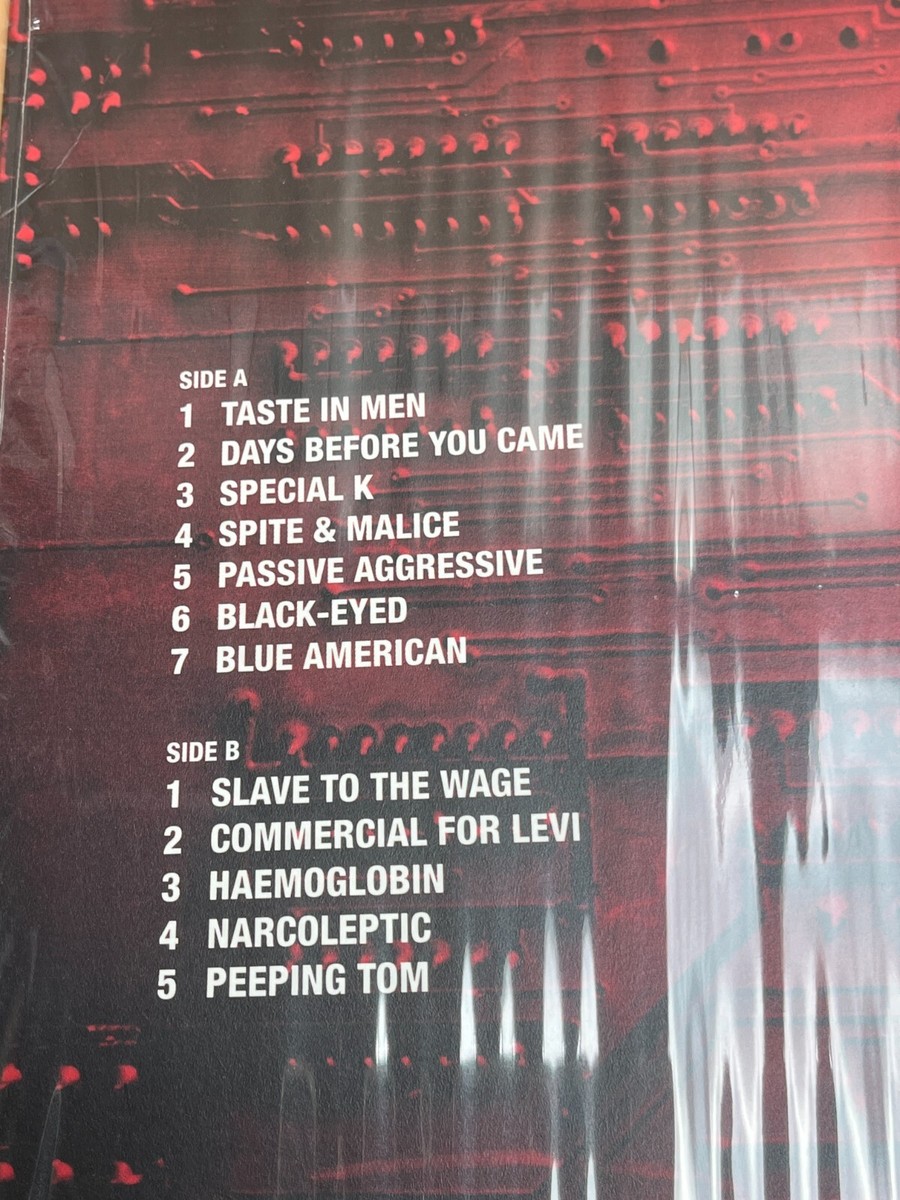 SIDE A
1 TASTE IN MEN
2 DAYS BEFORE YOU CAME
3 SPECIAL K
4 SPITE & MALICE
5 PASSIVE AGGRESSIVE
6 BLACK-EYED
7 BLUE AMERICAN
SIDE B
1 SLAVE TO THE WAGE
2 COMMERCIAL FOR LEVI
3 HAEMOGLOBIN
4 NARCOLEPTIC
5 PEEPING TOM